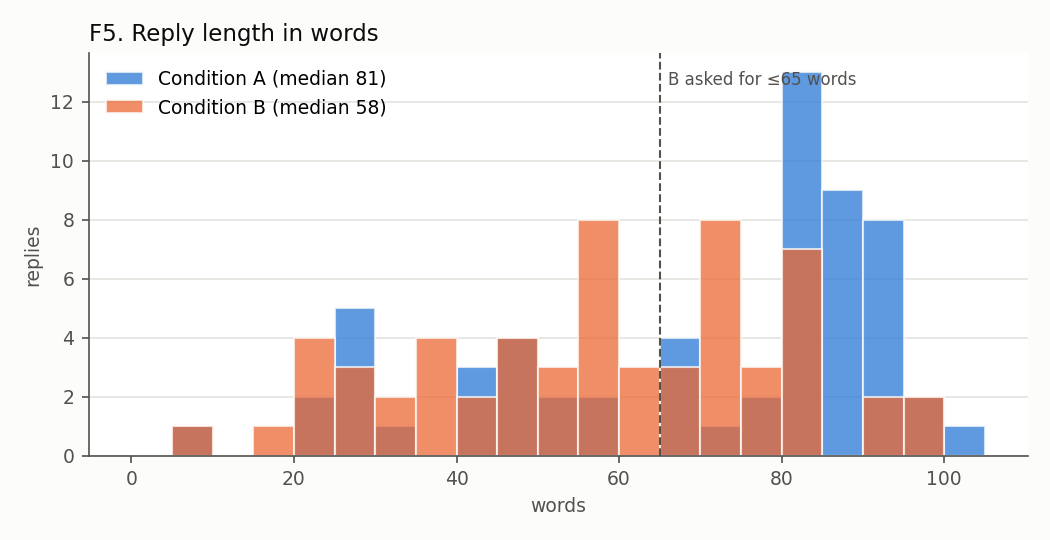 F5. Reply length in words
Condition A (median 81)
Condition B (median 58)
B asked for ≤65 words
12
10
8
6
4
2
0
replies
0 20 40 60 80 100
words